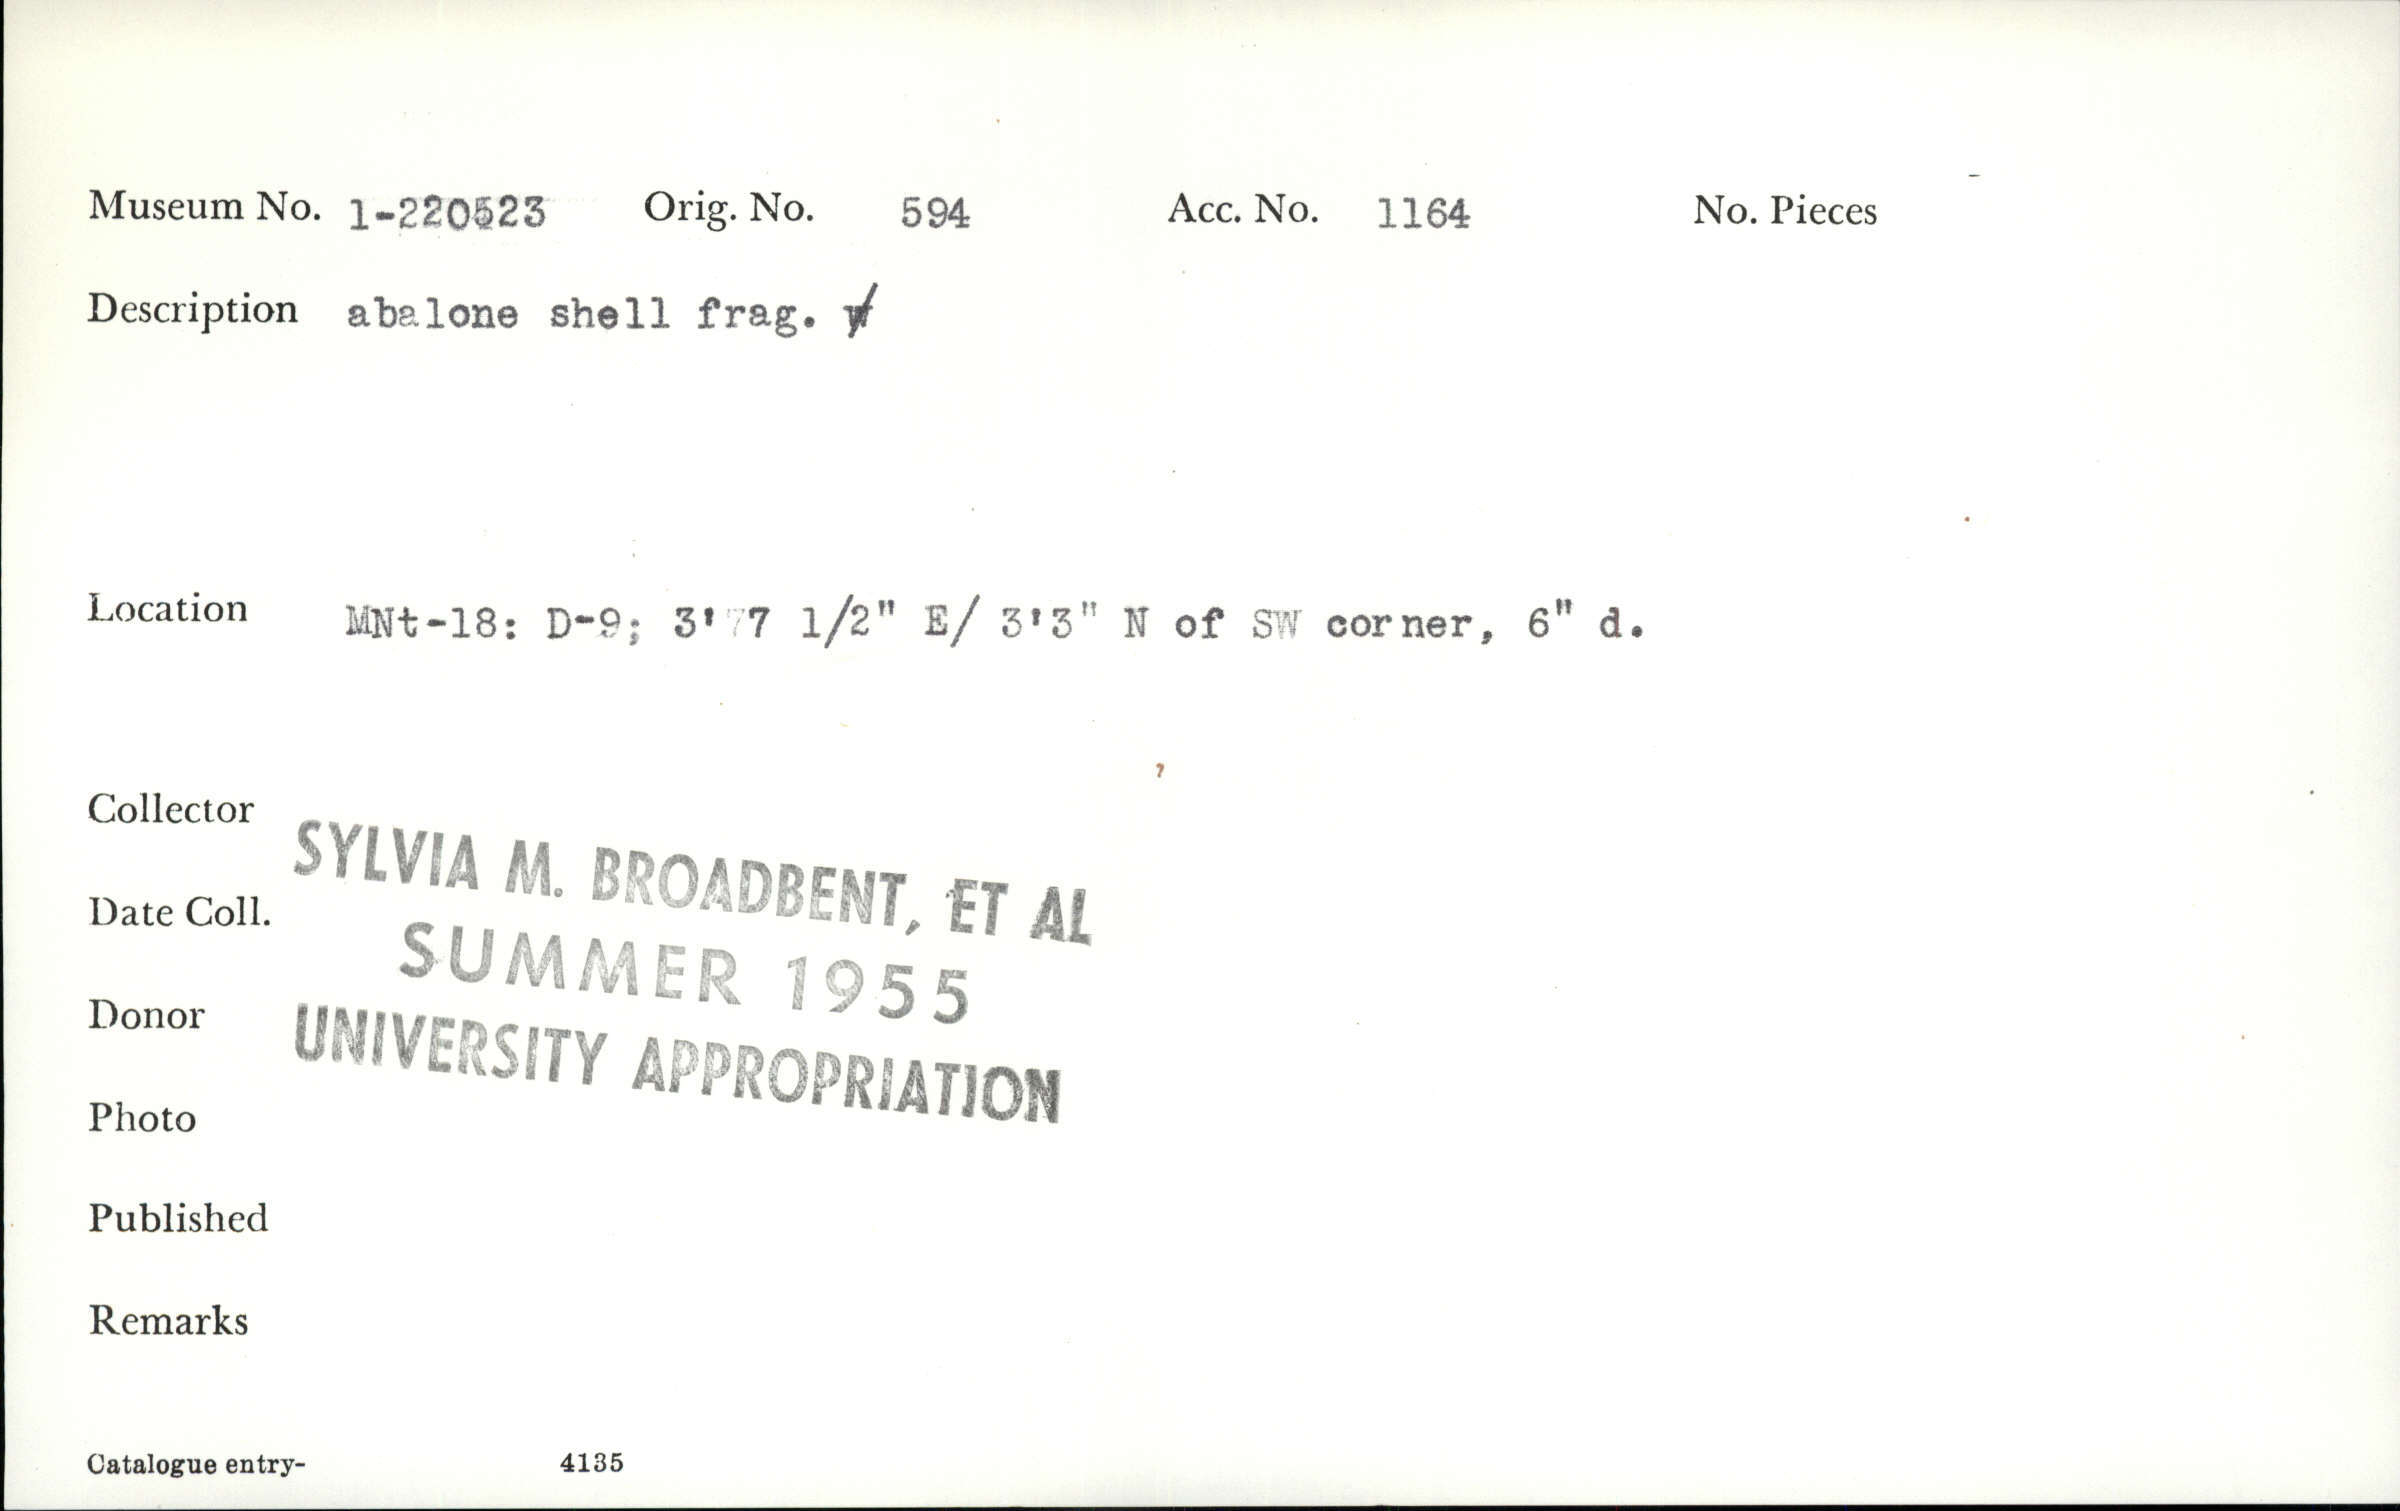 Museum No. 1-220523 Orig. No. 594 Acc. No. 1164 No. Pieces
Description abalone shell frag.
Location MNt-18: D-9; 3'7 1/2" E/ 3'3" N of SW corner, 6" d.
Collector SYLVIA M. BROADBENT, ET AL
Date Coll. SUMMER 1955
Donor UNIVERSITY APPROPRIATION
Photo
Published
Remarks
Catalogue entry- 4135